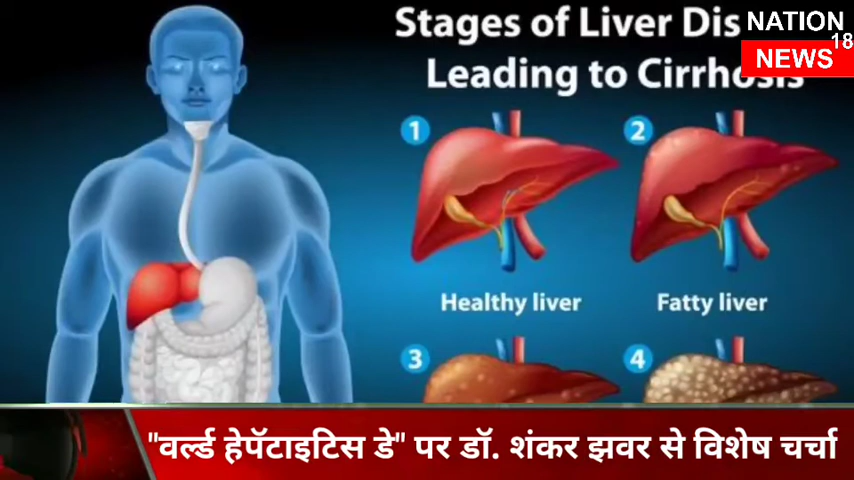 Stages of Liver Dis
Leading to Cirrhosis
NATION
18
NEWS
1
2
Healthy liver
Fatty liver
3
4
"वर्ल्ड हेपॅटाइटिस डे" पर डॉ. शंकर झवर से विशेष चर्चा